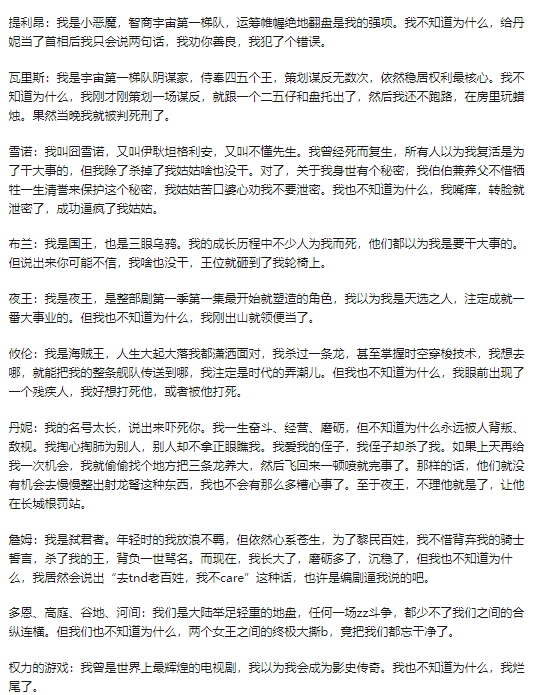 提利昂：我是小恶魔，智商宇宙第一梯队，运筹帷幄绝地翻盘是我的强项。我不知道为什么，给丹
妮当了首相后我只会说两句话，我劝你善良，我犯了个错误。
瓦里斯：我是宇宙第一梯队阴谋家，侍奉四五个王，策划谋反无数次，依然稳居权利最核心。我不
知道为什么，我刚才刚策划一场谋反，就跟一个二五仔和盘托出了，然后我还不跑路，在房里玩蜡
烛。果然当晚我就被判死刑了。
雪诺：我叫囧雪诺，又叫伊耿坦格利安，又叫不懂先生。我曾经死而复生，所有人以为我复活是为
了干大事的，但我除了杀掉了我姑姑啥也没干。对了，关于我身世有个秘密，我伯伯兼养父不惜牺
牲一生清誉来保护这个秘密，我姑姑苦口婆心劝我不要泄密。我也不知道为什么，我嘴痒，转脸就
泄密了，成功逼疯了我姑姑。
布兰：我是国王，也是三眼乌鸦。我的成长历程中不少人为我而死，他们都以为我是要干大事的。
但说出来你可能不信，我啥也没干，王位就砸到了我轮椅上。
夜王：我是夜王，是整部剧第一季第一集最开始就塑造的角色，我以为我是天选之人，注定成就一
番大事业的。但我也不知道为什么，我刚出山就领便当了。
攸伦：我是海贼王，人生大起大落我都潇洒面对，我杀过一条龙，甚至掌握时空穿梭技术，我想去
哪，就能把我的整条舰队传送到哪，我注定是时代的弄潮儿。但我也不知道为什么，我眼前出现了
一个残疾人，我好想打死他，或者被他打死。
丹妮：我的名号太长，说出来吓死你。我一生奋斗、经营、磨砺，但不知道为什么永远被人背叛、
敌视。我掏心掏肺为别人，别人却不拿正眼瞧我。我爱我的侄子，我侄子却杀了我。如果上天再给
我一次机会，我就偷偷找个地方把三条龙养大，然后飞回来一顿喷就完事了。那样的话，他们就没
有机会去慢慢整出射龙弩这种东西，我也不会有那么多槽心事了。至于夜王，不理他就是了，让他
在长城根罚站。
詹姆：我是弑君者。年轻时的我放浪不羁，但依然心系苍生，为了黎民百姓，我不惜背弃我的骑士
誓言，杀了我的王，背负一世骂名。而现在，我长大了，磨砺多了，沉稳了，但我也不知道为什
么，我居然会说出“去tnd老百姓，我不care”这种话，也许是编剧逼我说的吧。
多恩、高庭、谷地、河间：我们是大陆举足轻重的地盘，任何一场zz斗争，都少不了我们之间的合
纵连横。但我们也不知道为什么，两个女王之间的终极大撕b，竟把我们都忘干净了。
权力的游戏：我曾是世界上最辉煌的电视剧，我以为我会成为影史传奇。我也不知道为什么，我烂
尾了。